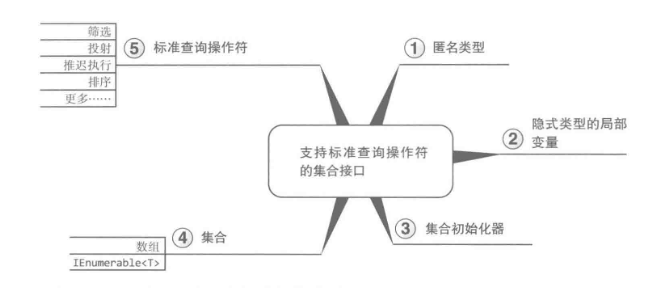 支持标准查询操作符
的集合接口
① 匿名类型
② 隐式类型的局部
变量
③ 集合初始化器
④ 集合
数组
IEnumerable<T>
⑤ 标准查询操作符
筛选
投射
推迟执行
排序
更多……